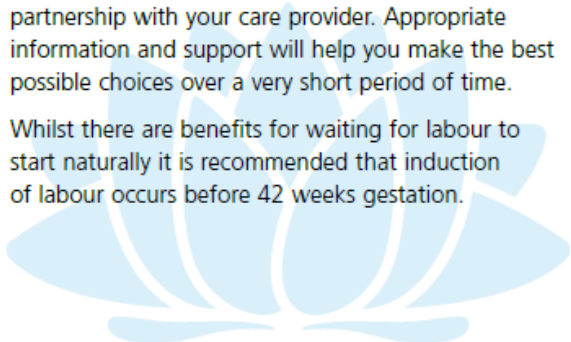 partnership with your care provider. Appropriate
information and support will help you make the best
possible choices over a very short period of time.
Whilst there are benefits for waiting for labour to
start naturally it is recommended that induction
of labour occurs before 42 weeks gestation.